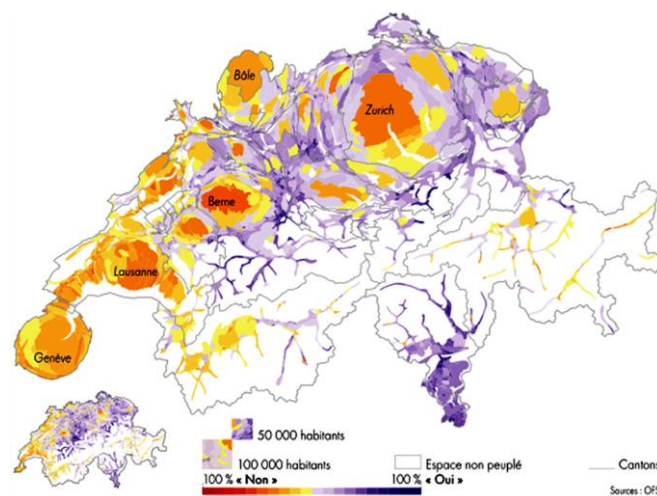 Bâle
Zurich
Berne
Lausanne
Genève
50 000 habitants
100 000 habitants
Espace non peuplé
Cantons
100 % « Non »
100 % « Oui »
Sources : OFS